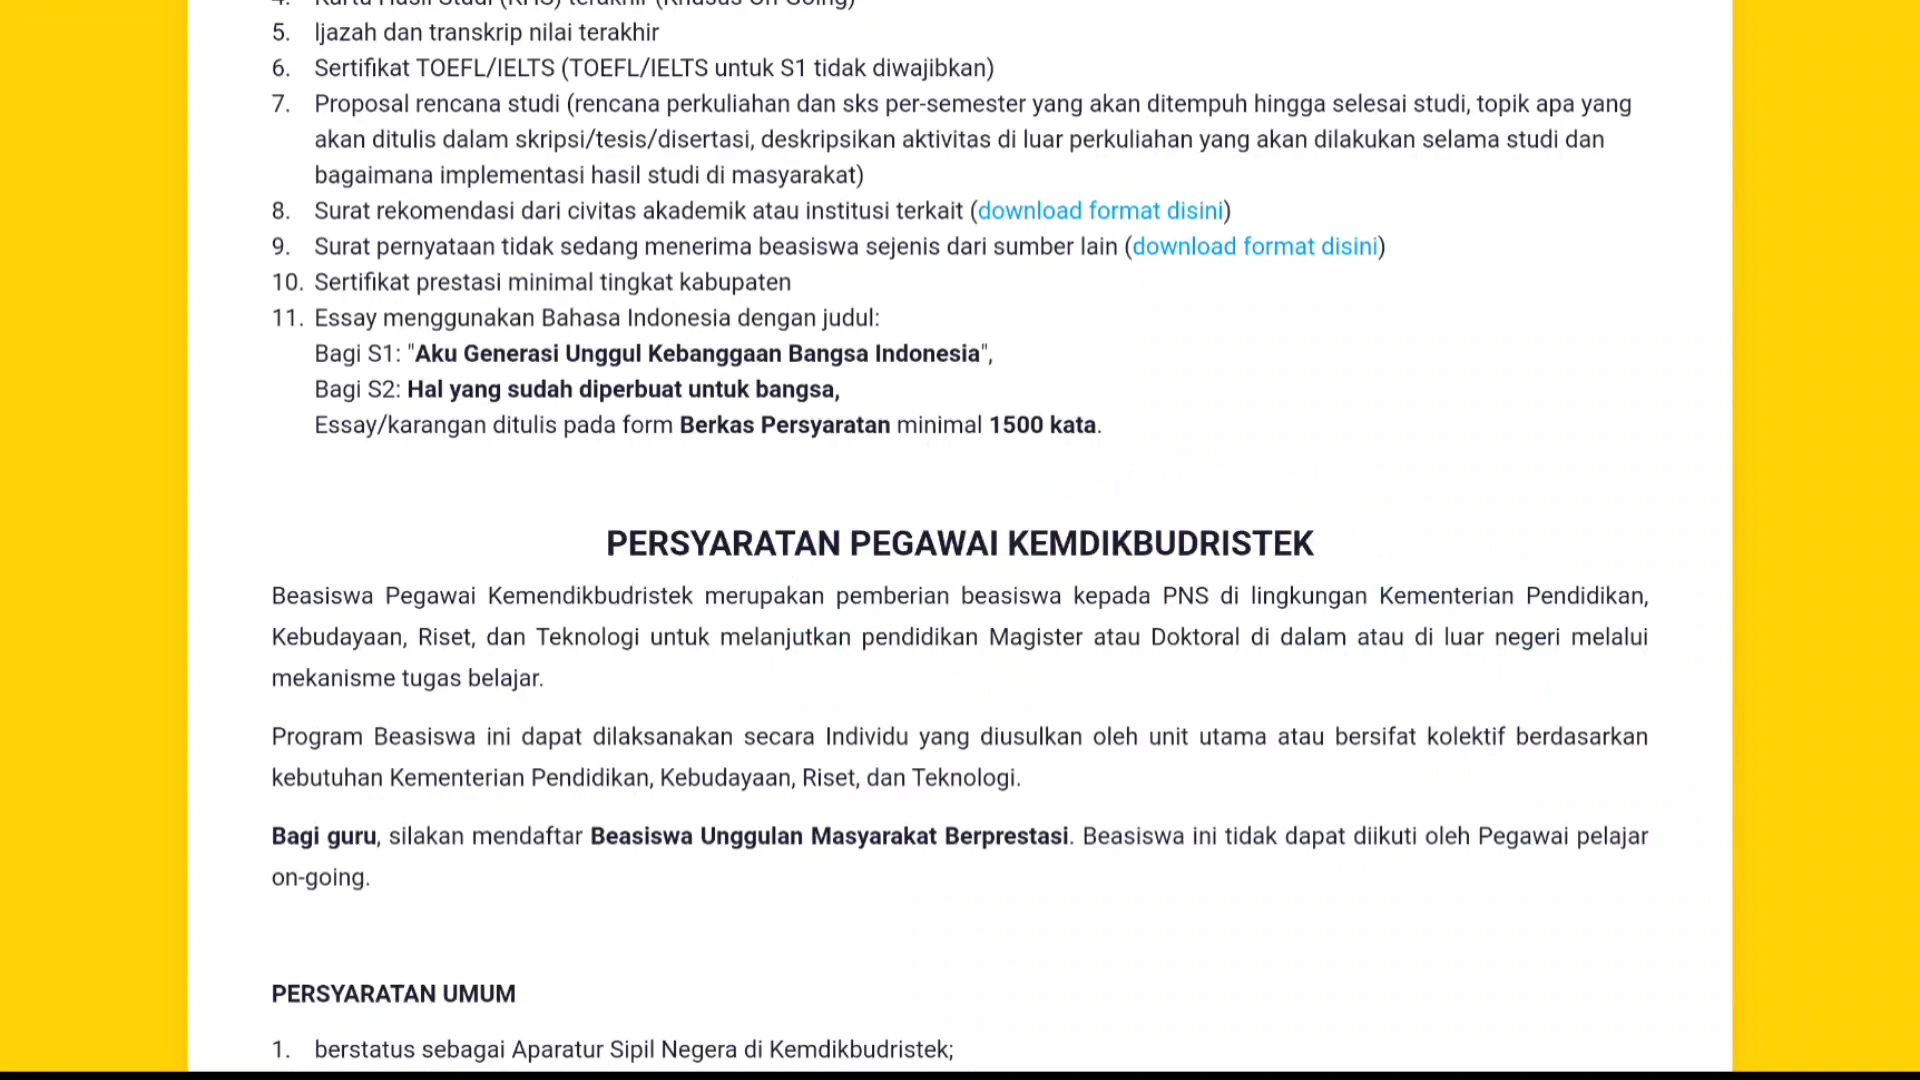 4. Kartu Hasil Studi (KHS) terakhir (Khusus On Going)
5. Ijazah dan transkrip nilai terakhir
6. Sertifikat TOEFL/IELTS (TOEFL/IELTS untuk S1 tidak diwajibkan)
7. Proposal rencana studi (rencana perkuliahan dan sks per-semester yang akan ditempuh hingga selesai studi, topik apa yang
akan ditulis dalam skripsi/tesis/disertasi, deskripsikan aktivitas di luar perkuliahan yang akan dilakukan selama studi dan
bagaimana implementasi hasil studi di masyarakat)
8. Surat rekomendasi dari civitas akademik atau institusi terkait (download format disini)
9. Surat pernyataan tidak sedang menerima beasiswa sejenis dari sumber lain (download format disini)
10. Sertifikat prestasi minimal tingkat kabupaten
11. Essay menggunakan Bahasa Indonesia dengan judul:
Bagi S1: "Aku Generasi Unggul Kebanggaan Bangsa Indonesia",
Bagi S2: Hal yang sudah diperbuat untuk bangsa,
Essay/karangan ditulis pada form Berkas Persyaratan minimal 1500 kata.
PERSYARATAN PEGAWAI KEMDIKBUDRISTEK
Beasiswa Pegawai Kemendikbudristek merupakan pemberian beasiswa kepada PNS di lingkungan Kementerian Pendidikan,
Kebudayaan, Riset, dan Teknologi untuk melanjutkan pendidikan Magister atau Doktoral di dalam atau di luar negeri melalui
mekanisme tugas belajar.
Program Beasiswa ini dapat dilaksanakan secara Individu yang diusulkan oleh unit utama atau bersifat kolektif berdasarkan
kebutuhan Kementerian Pendidikan, Kebudayaan, Riset, dan Teknologi.
Bagi guru, silakan mendaftar Beasiswa Unggulan Masyarakat Berprestasi. Beasiswa ini tidak dapat diikuti oleh Pegawai pelajar
on-going.
PERSYARATAN UMUM
1. berstatus sebagai Aparatur Sipil Negera di Kemdikbudristek;